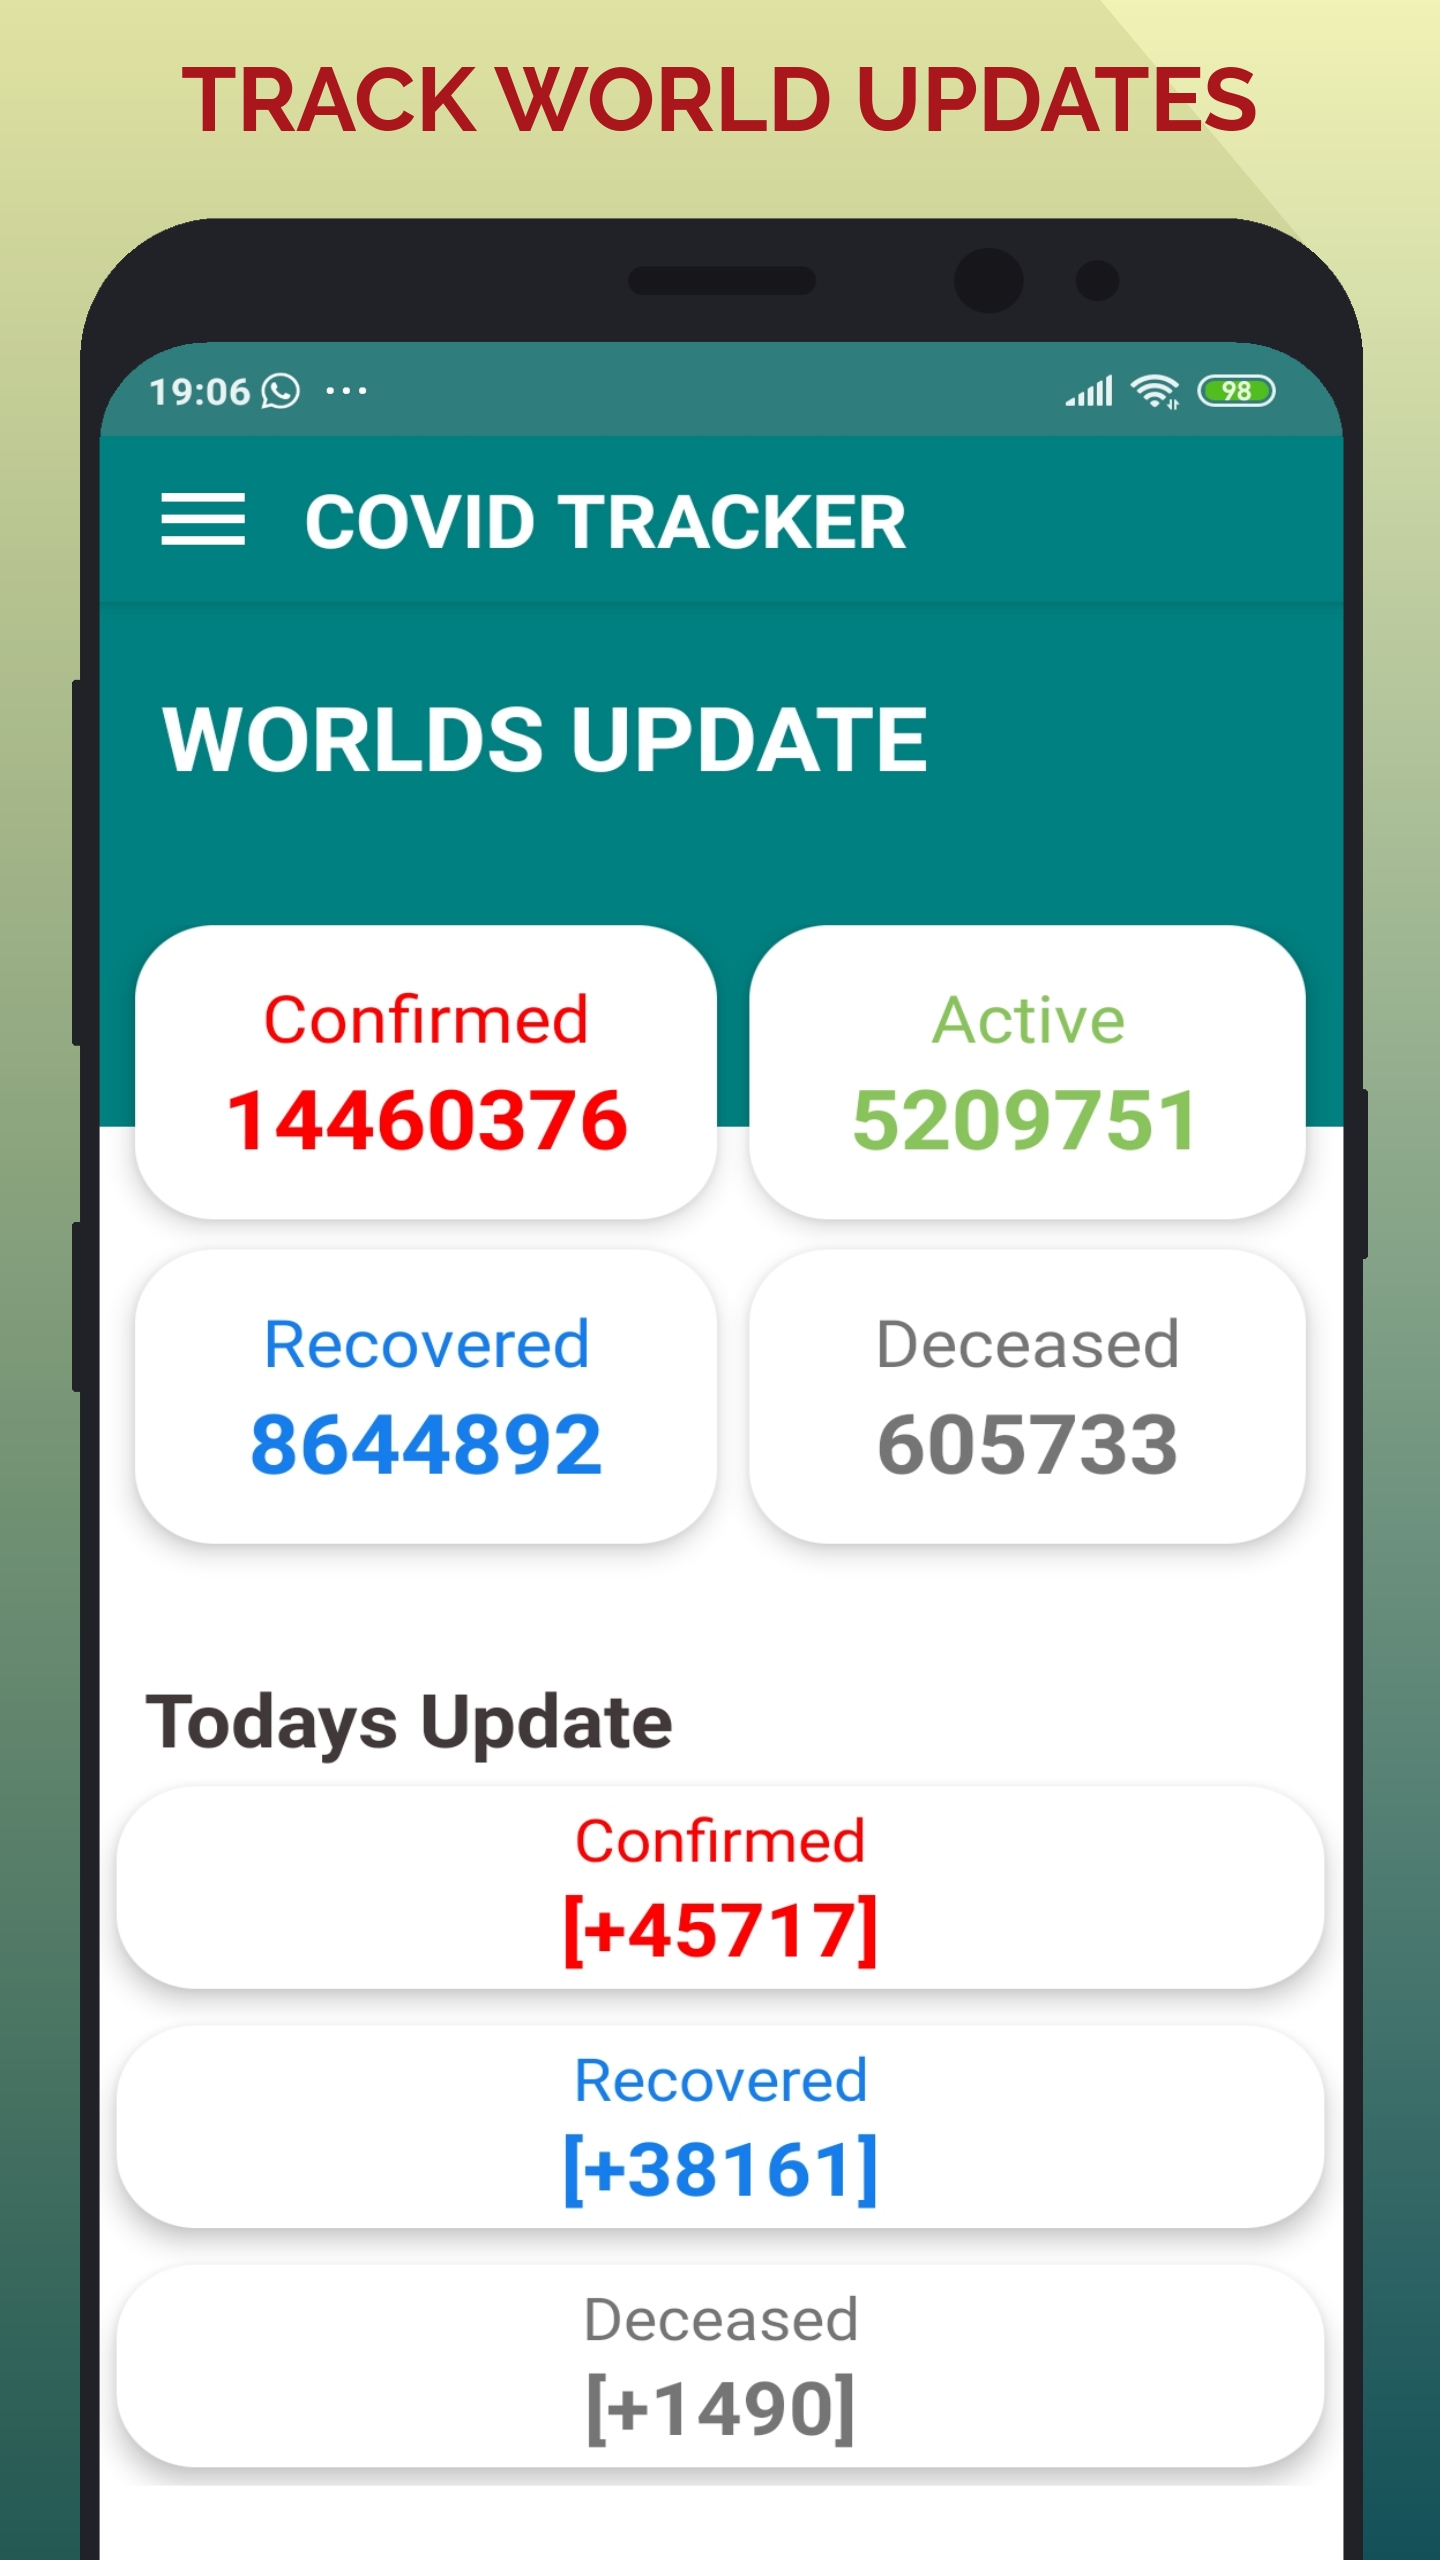 TRACK WORLD UPDATES
19:06 ... 98
COVID TRACKER
WORLDS UPDATE
Confirmed
14460376
Active
5209751
Recovered
8644892
Deceased
605733
Todays Update
Confirmed
[+45717]
Recovered
[+38161]
Deceased
[+1490]